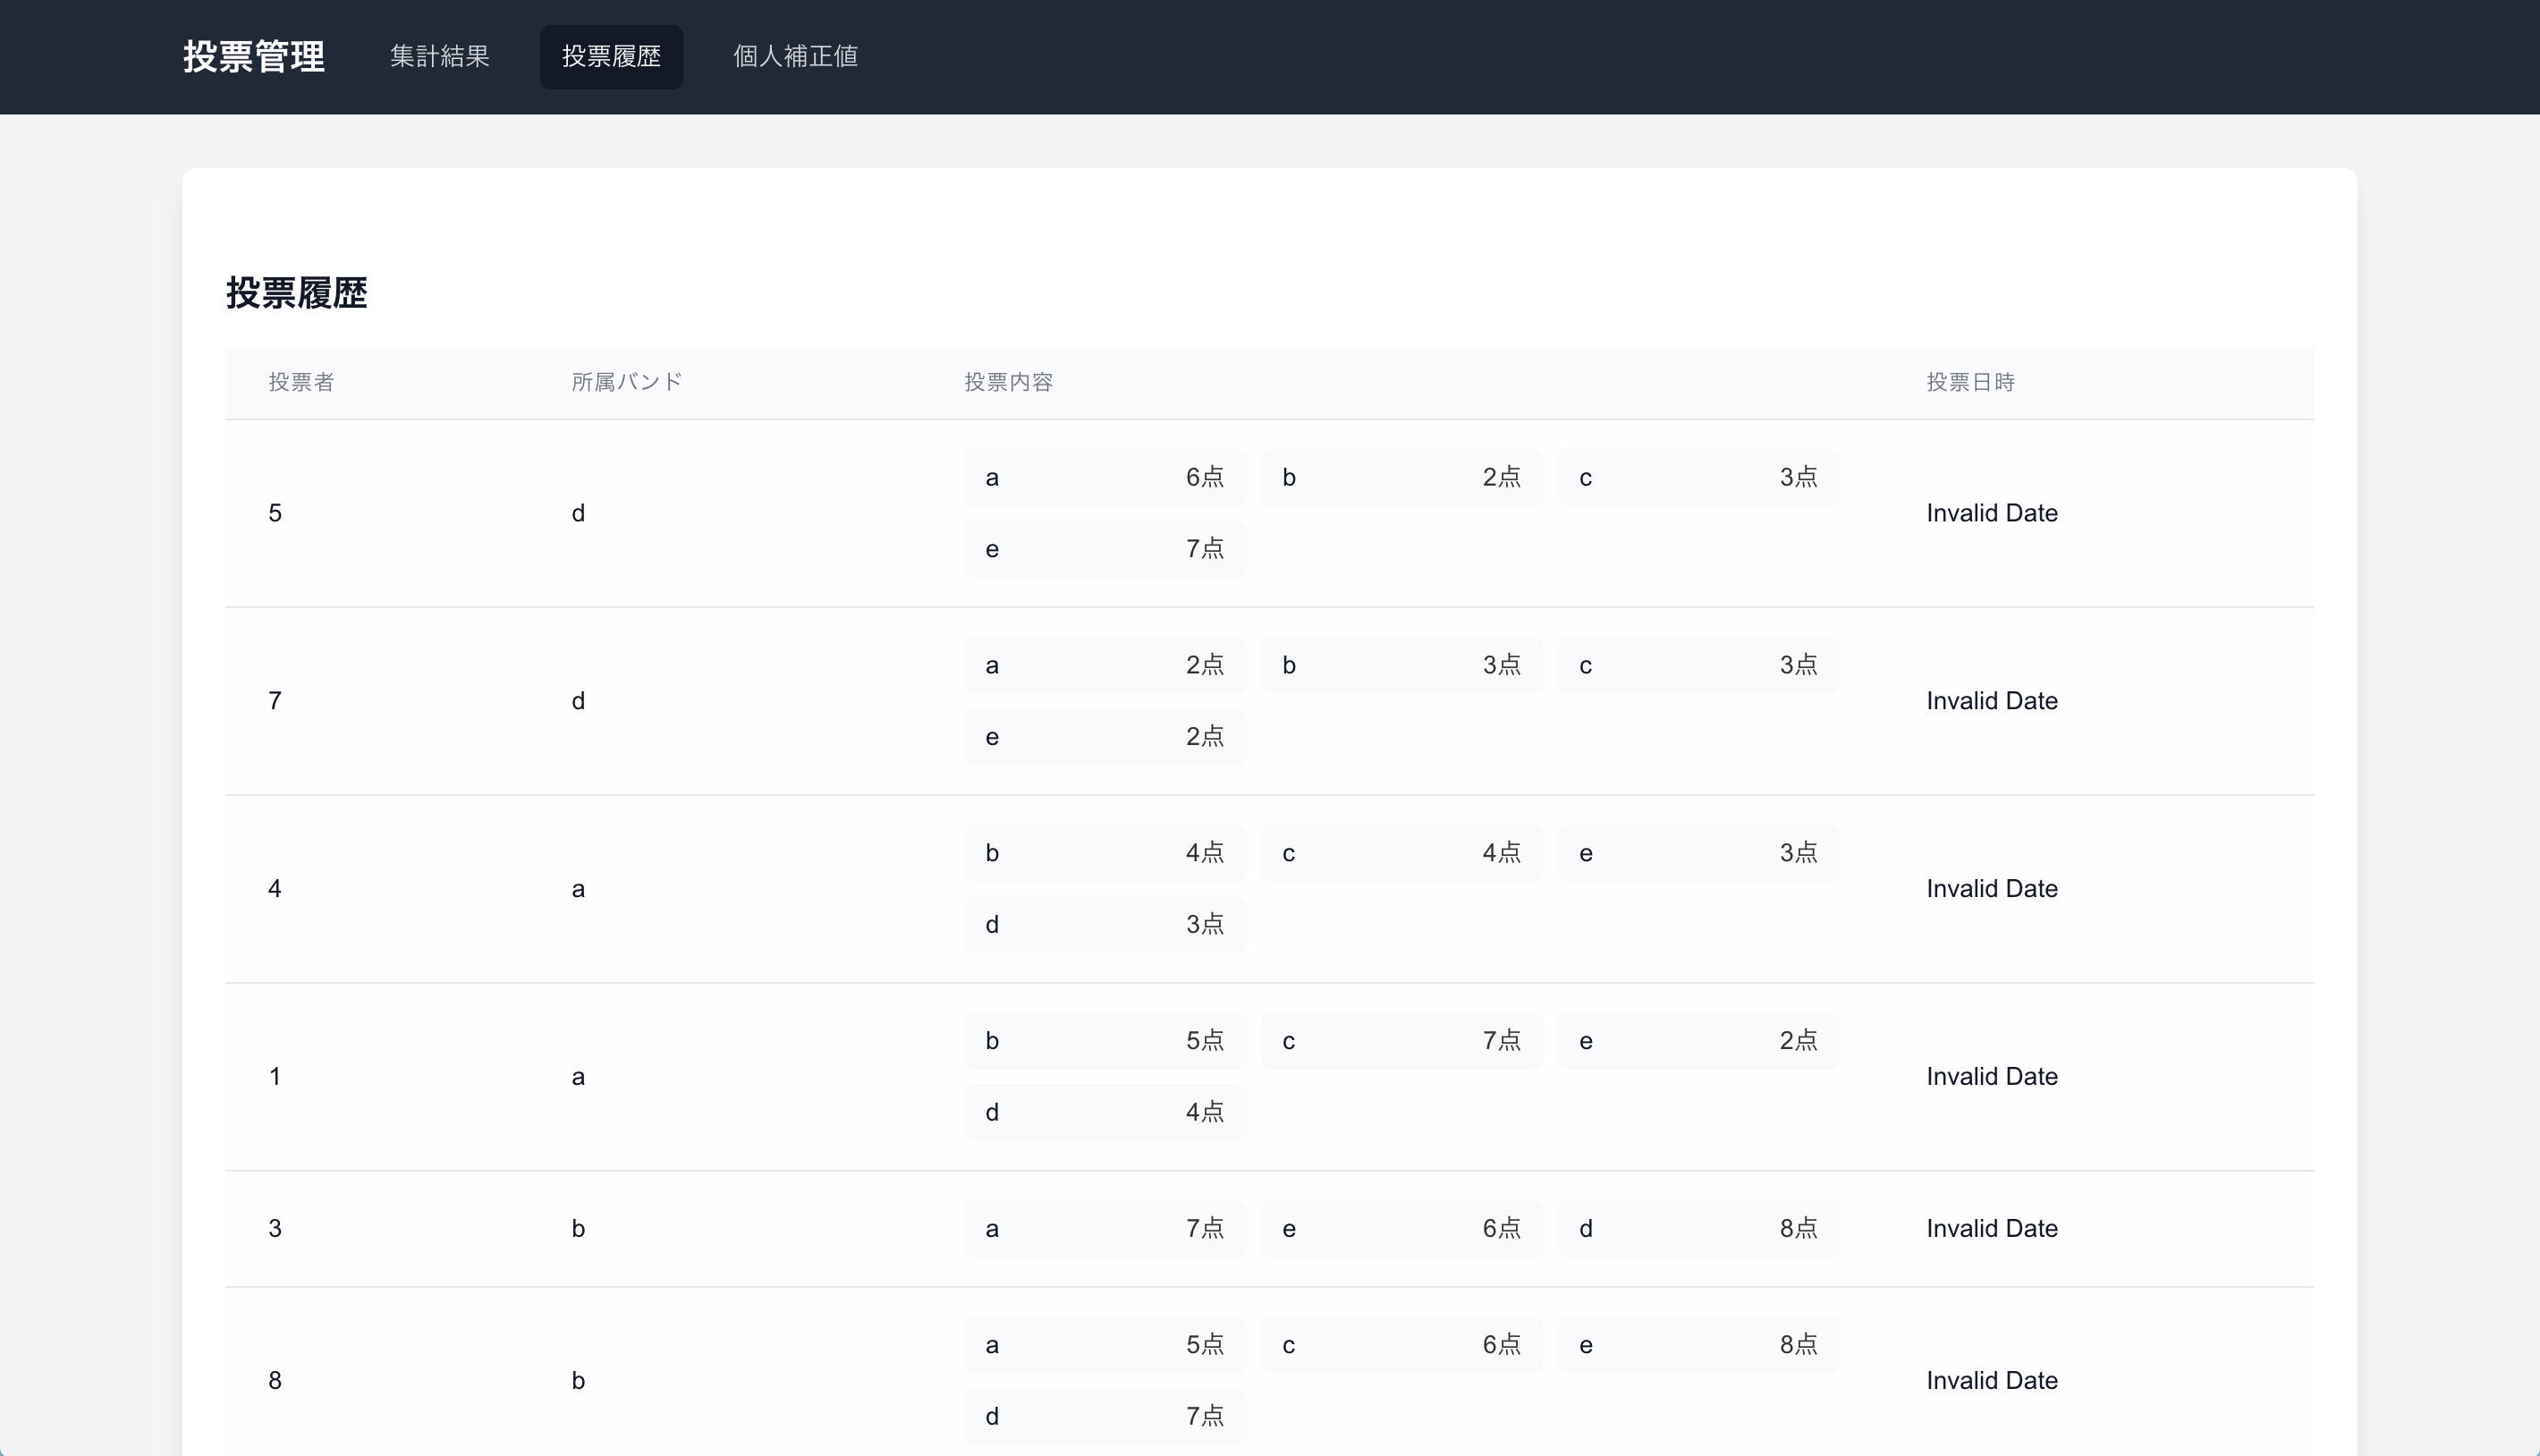 投票管理 集計結果 投票履歴 個人補正値
投票履歴
投票者 所属バンド 投票内容 投票日時
5 d a 6点 b 2点 c 3点 Invalid Date
e 7点
7 d a 2点 b 3点 c 3点 Invalid Date
e 2点
4 a b 4点 c 4点 e 3点 Invalid Date
d 3点
1 a b 5点 c 7点 e 2点 Invalid Date
d 4点
3 b a 7点 e 6点 d 8点 Invalid Date
8 b a 5点 c 6点 e 8点 Invalid Date
d 7点